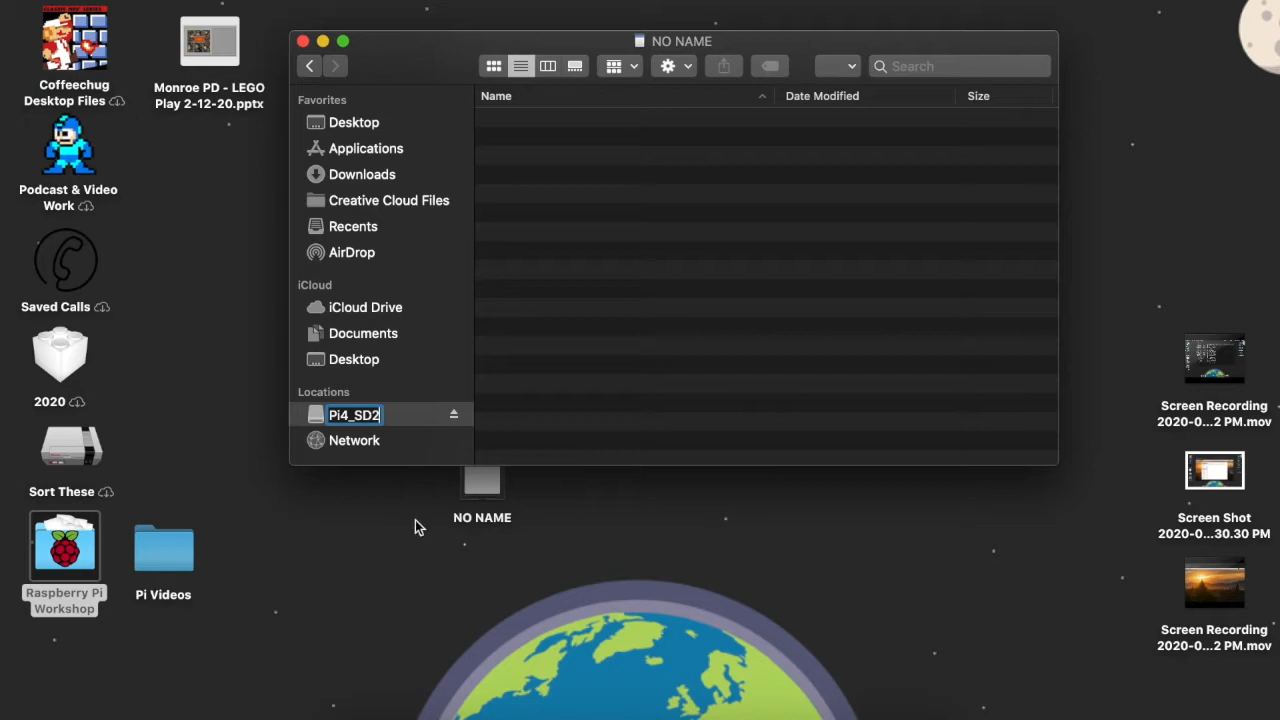 Coffeechug
Desktop Files
Monroe PD - LEGO
Play 2-12-20.pptx
Podcast & Video
Work
Saved Calls
2020
Sort These
Raspberry Pi
Workshop
Pi Videos
NO NAME
Search
Favorites
Desktop
Applications
Downloads
Creative Cloud Files
Recents
AirDrop
iCloud
iCloud Drive
Documents
Desktop
Locations
Pi4_SD2
Network
Name
Date Modified
Size
NO NAME
Screen Recording
2020-0...2 PM.mov
Screen Shot
2020-0...30.30 PM
Screen Recording
2020-0...2 PM.mov